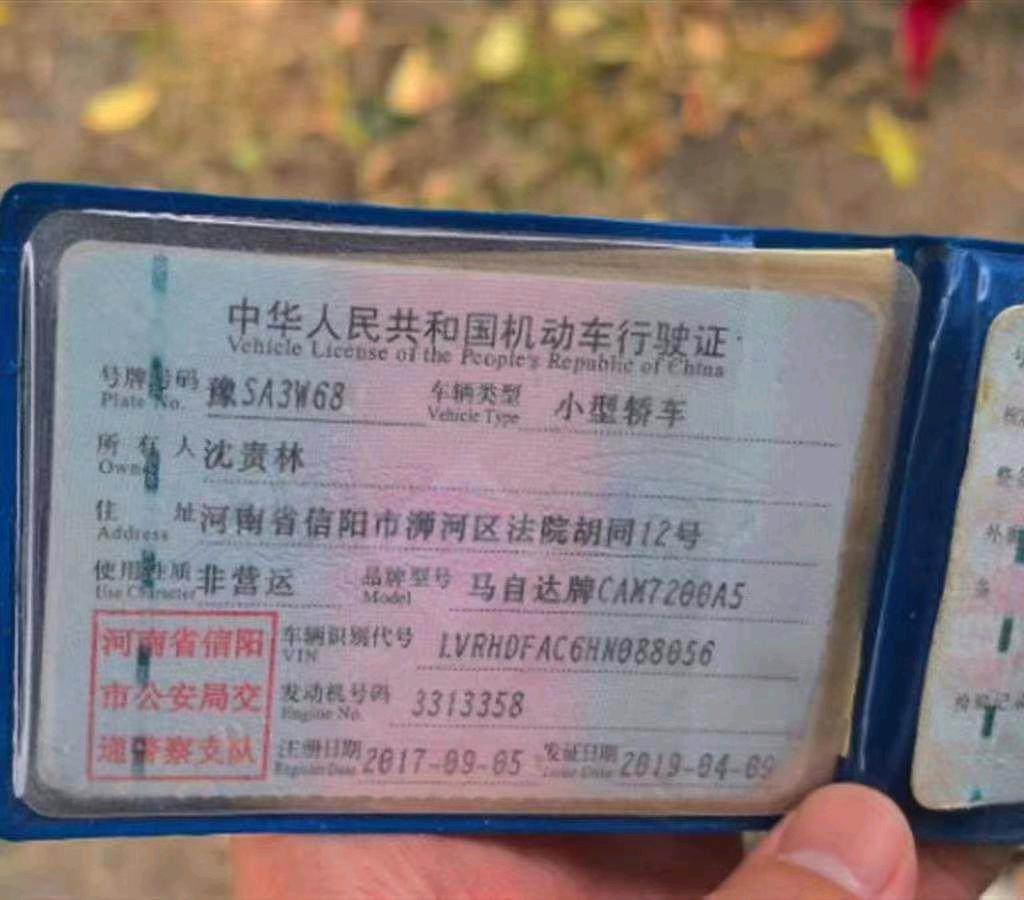 中华人民共和国机动车行驶证
Vehicle License of the People's Republic of China
号牌号码 豫SA3W68 车辆类型 小型轿车
Plate No. Vehicle Type
所有人 沈贵林
Owner
住址 河南省信阳市浉河区法院胡同12号
Address
使用性质 非营运 品牌型号 马自达牌CAM7200A5
Use Character Model
河南省信阳 车辆识别代号 LVRHDFAC6HN088056
VIN
市公安局交 发动机号码 3313358
Engine No.
通警察支队 注册日期 2017-09-05 发证日期 2019-04-09
Register Date Issue Date